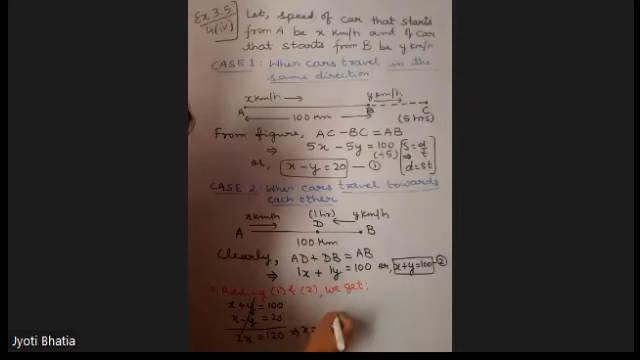 Ex 3.5
4(iv)
Let, speed of car that starts
from A be x km/h and of car
that starts from B be y km/h
CASE 1: When cars travel in the
same direction
x km/h
y km/h
A
B
C
100 Km
(5 hrs)
From figure, AC - BC = AB
⇒ 5x - 5y = 100
(÷5)
or, x - y = 20 — ①
S = d/t
⇒
d = st
CASE 2: When cars travel towards
each other
x km/h
(1 hr)
y km/h
A
D
B
100 Km
Clearly, AD + DB = AB
⇒ 1x + 1y = 100 or, x + y = 100 ②
Adding (1) & (2), we get:
x + y = 100
x - y = 20
2x = 120 ⇒ x =
Jyoti Bhatia